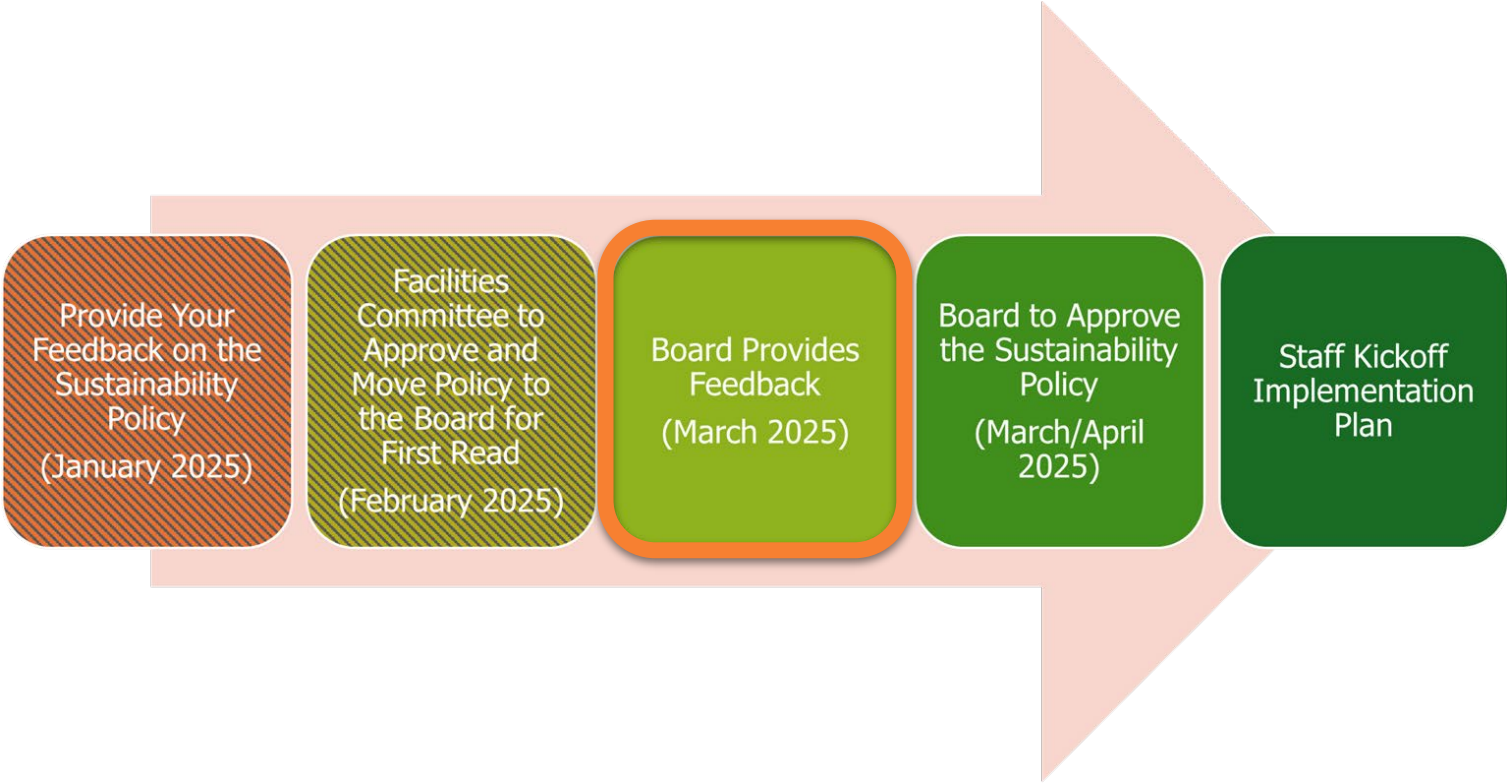 Provide Your
Feedback on the
Sustainability
Policy
(January 2025)
Facilities
Committee to
Approve and
Move Policy to
the Board for
First Read
(February 2025)
Board Provides
Feedback
(March 2025)
Board to Approve
the Sustainability
Policy
(March/April
2025)
Staff Kickoff
Implementation
Plan